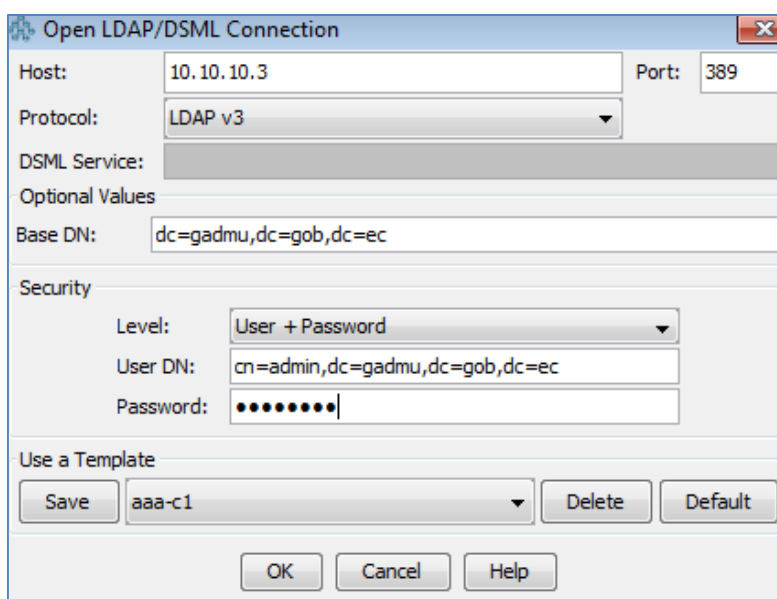 Open LDAP/DSML Connection
Host: 10.10.10.3 Port: 389
Protocol: LDAP v3
DSML Service:
Optional Values
Base DN: dc=gadmu,dc=gob,dc=ec
Security
Level: User + Password
User DN: cn=admin,dc=gadmu,dc=gob,dc=ec
Password: ●●●●●●●●
Use a Template
Save aaa-c1 Delete Default
OK Cancel Help